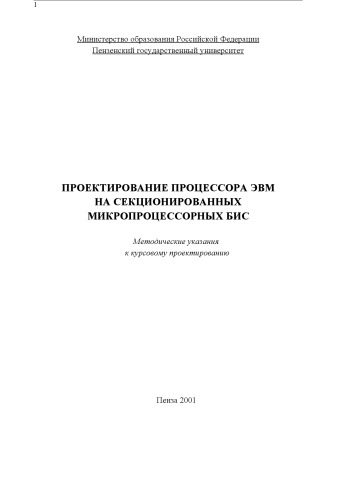 1
Министерство образования Российской Федерации
Пензенский государственный университет
ПРОЕКТИРОВАНИЕ ПРОЦЕССОРА ЭВМ
НА СЕКЦИОНИРОВАННЫХ
МИКРОПРОЦЕССОРНЫХ БИС
Методические указания
к курсовому проектированию
Пенза 2001